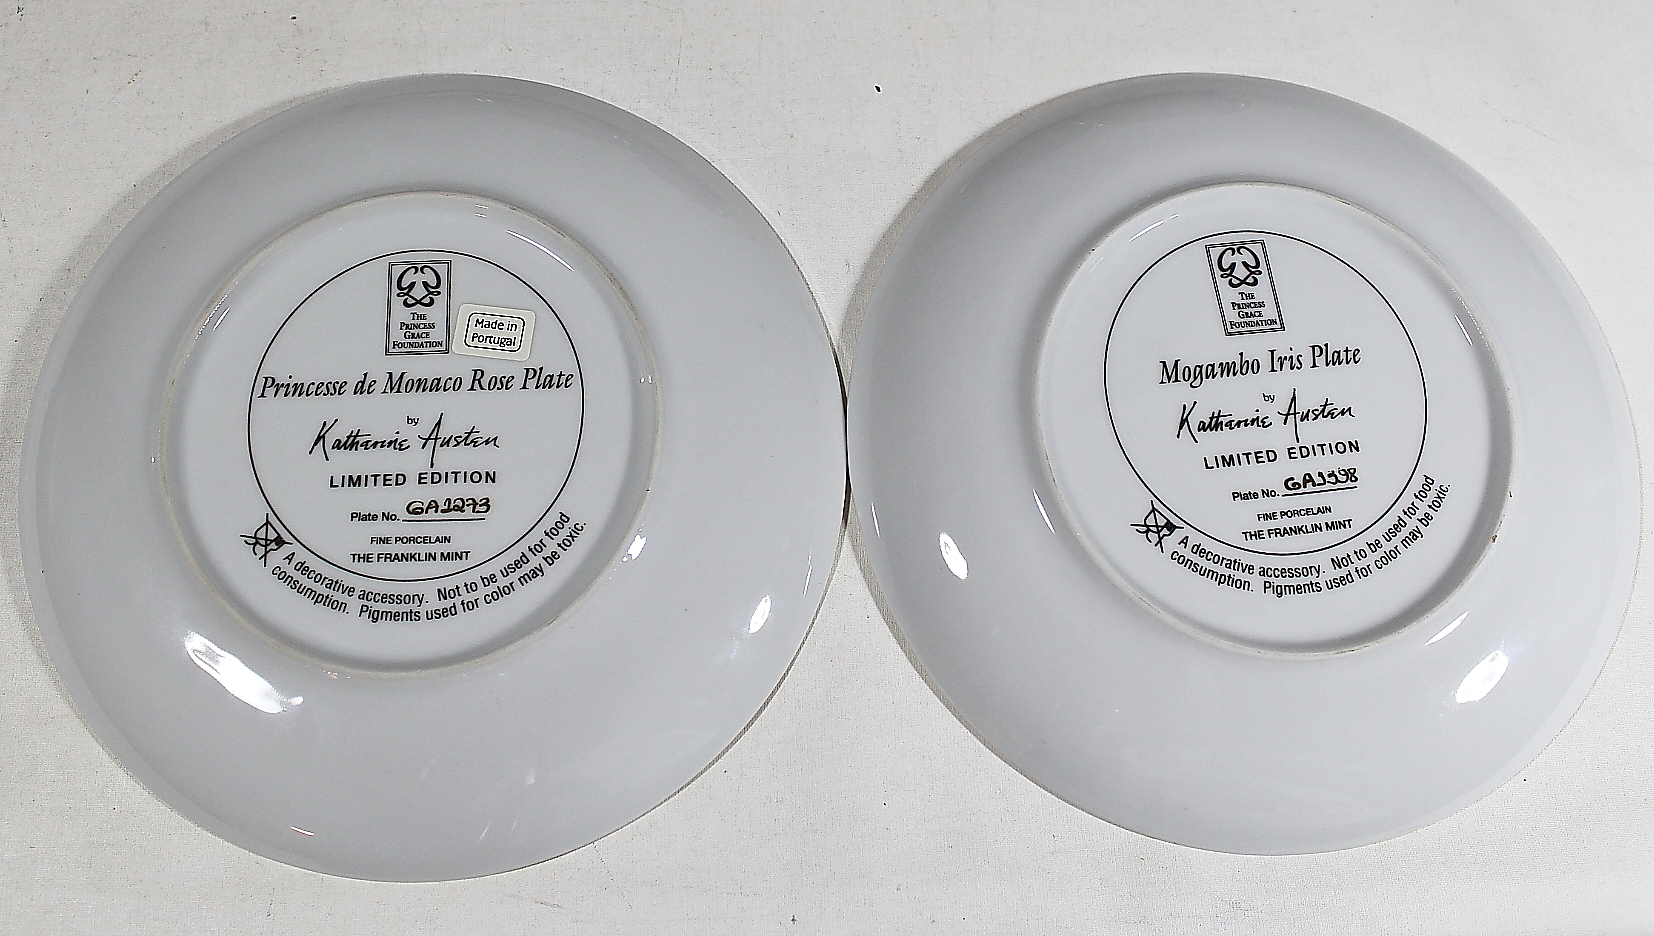 THE
PRINCESS
GRACE
FOUNDATION
Made in
Portugal
Princesse de Monaco Rose Plate
by
Katharine Austen
LIMITED EDITION
Plate No. GA1273
FINE PORCELAIN
THE FRANKLIN MINT
A decorative accessory. Not to be used for food
consumption. Pigments used for color may be toxic.
THE
PRINCESS
GRACE
FOUNDATION
Mogambo Iris Plate
by
Katharine Austen
LIMITED EDITION
Plate No.
FINE PORCELAIN
THE FRANKLIN MINT
A decorative accessory. Not to be used for food
consumption. Pigments used for color may be toxic.